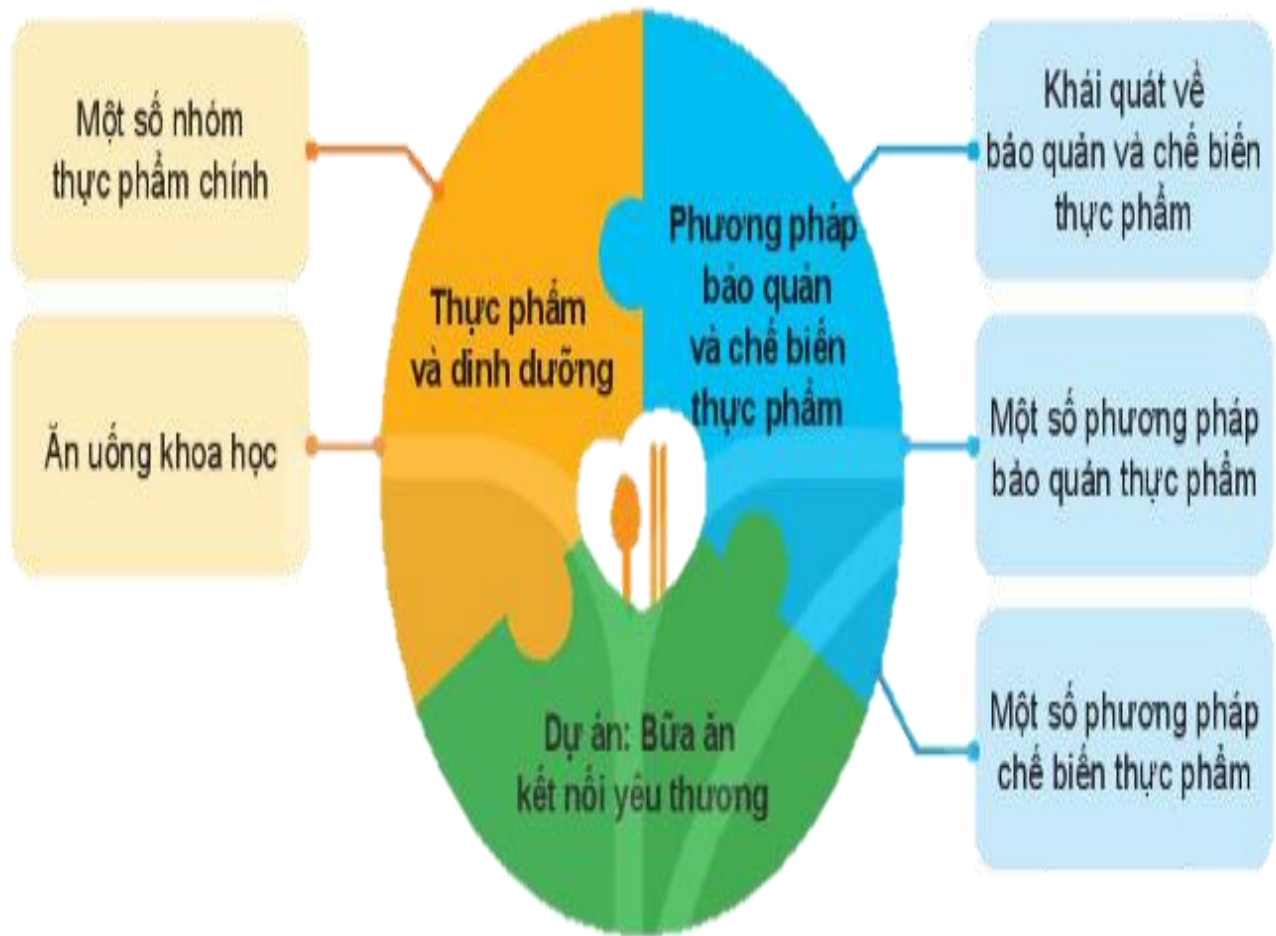 Một số nhóm
thực phẩm chính
Ăn uống khoa học
Thực phẩm
và dinh dưỡng
Phương pháp
bảo quản
và chế biến
thực phẩm
Dự án: Bữa ăn
kết nối yêu thương
Khái quát về
bảo quản và chế biến
thực phẩm
Một số phương pháp
bảo quản thực phẩm
Một số phương pháp
chế biến thực phẩm